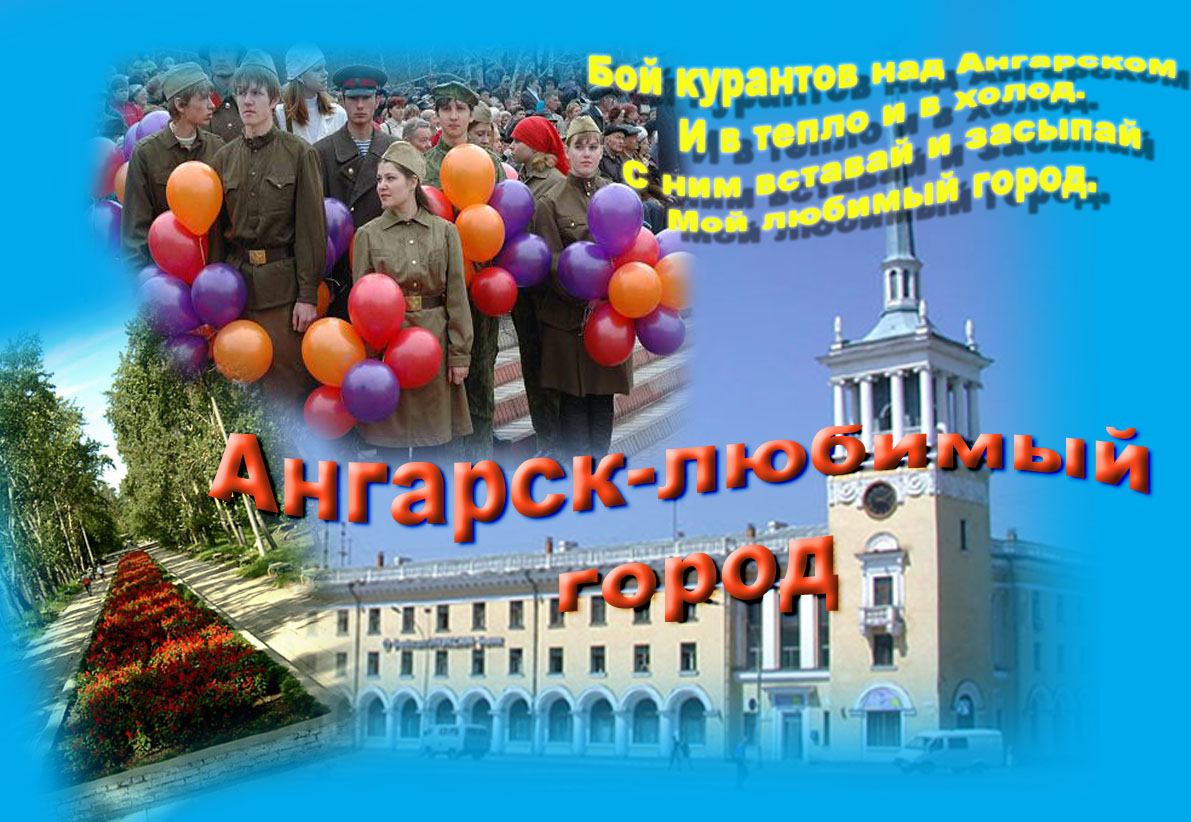 Бой курантов над Ангарском
И в тепло и в холод.
С ним вставай и засыпай
Мой любимый город.
Ангарск-любимый
город